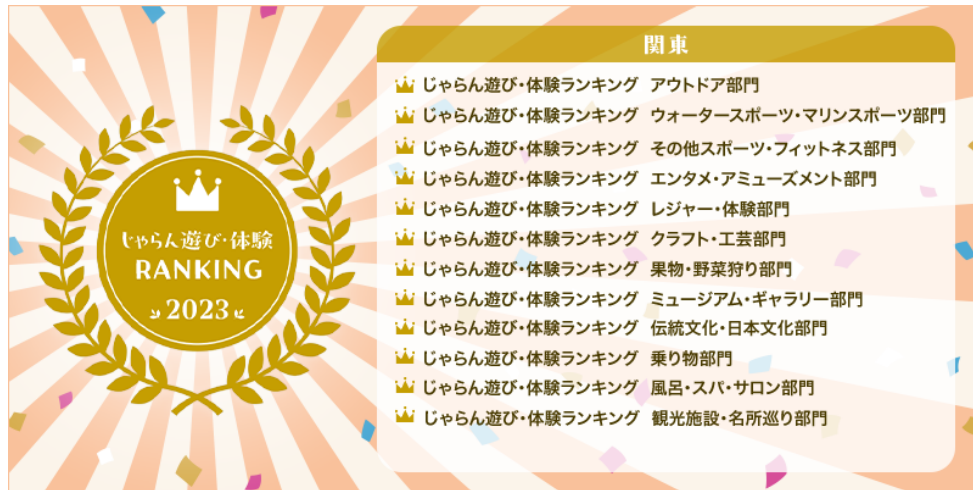 じゃらん遊び・体験
RANKING
2023
関東
じゃらん遊び・体験ランキング アウトドア部門
じゃらん遊び・体験ランキング ウォータースポーツ・マリンスポーツ部門
じゃらん遊び・体験ランキング その他スポーツ・フィットネス部門
じゃらん遊び・体験ランキング エンタメ・アミューズメント部門
じゃらん遊び・体験ランキング レジャー・体験部門
じゃらん遊び・体験ランキング クラフト・工芸部門
じゃらん遊び・体験ランキング 果物・野菜狩り部門
じゃらん遊び・体験ランキング ミュージアム・ギャラリー部門
じゃらん遊び・体験ランキング 伝統文化・日本文化部門
じゃらん遊び・体験ランキング 乗り物部門
じゃらん遊び・体験ランキング 風呂・スパ・サロン部門
じゃらん遊び・体験ランキング 観光施設・名所巡り部門